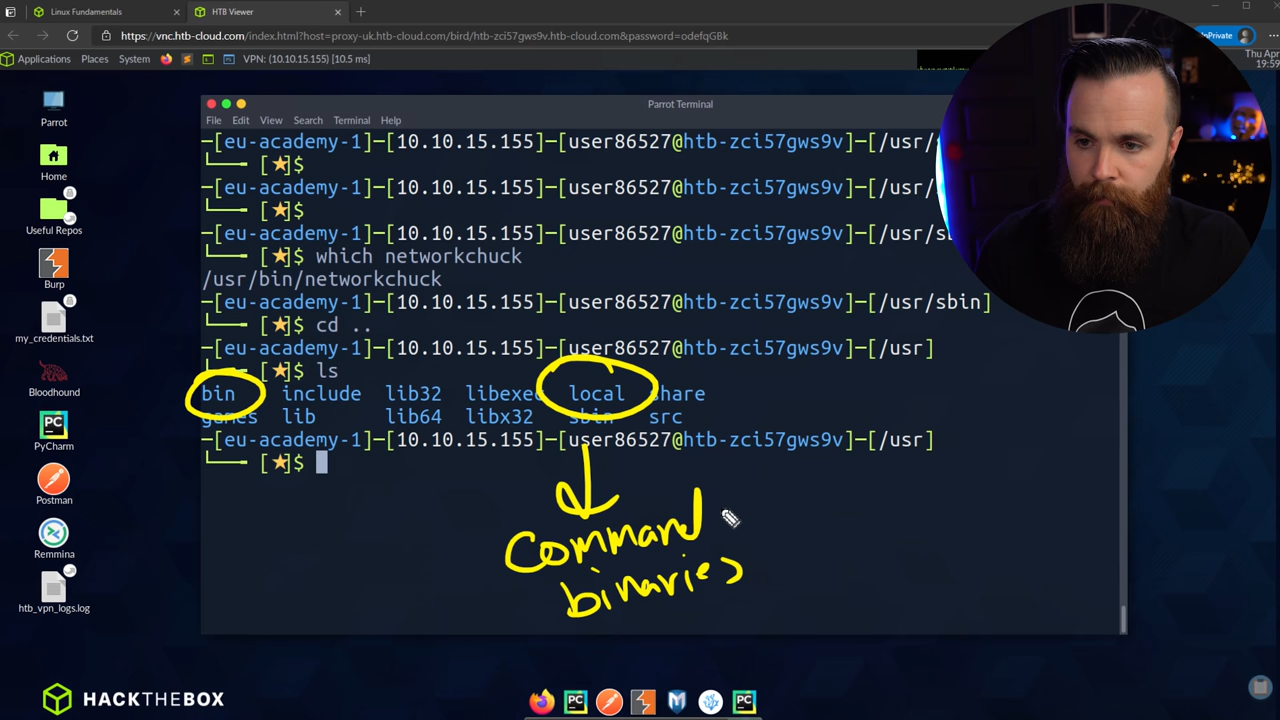 Linux Fundamentals
HTB Viewer
https://vnc.htb-cloud.com/index.html?host=proxy-uk.htb-cloud.com/bird/htb-zci57gws9v.htb-cloud.com&password=odefqGBk
InPrivate
Applications Places System VPN: (10.10.15.155) [10.5 ms]
Thu Apr
19:59
Parrot Terminal
File Edit View Search Terminal Help
Parrot
Home
Useful Repos
Burp
my_credentials.txt
Bloodhound
PyCharm
Postman
Remmina
htb_vpn_logs.log
─[eu-academy-1]─[10.10.15.155]─[user86527@htb-zci57gws9v]─[/usr/
└──╼ [★]$
─[eu-academy-1]─[10.10.15.155]─[user86527@htb-zci57gws9v]─[/usr/
└──╼ [★]$
─[eu-academy-1]─[10.10.15.155]─[user86527@htb-zci57gws9v]─[/usr/s
└──╼ [★]$ which networkchuck
/usr/bin/networkchuck
─[eu-academy-1]─[10.10.15.155]─[user86527@htb-zci57gws9v]─[/usr/sbin]
└──╼ [★]$ cd ..
─[eu-academy-1]─[10.10.15.155]─[user86527@htb-zci57gws9v]─[/usr]
└──╼ [★]$ ls
bin include lib32 libexec local share
games lib lib64 libx32 sbin src
─[eu-academy-1]─[10.10.15.155]─[user86527@htb-zci57gws9v]─[/usr]
└──╼ [★]$
command
binaries
HACKTHEBOX